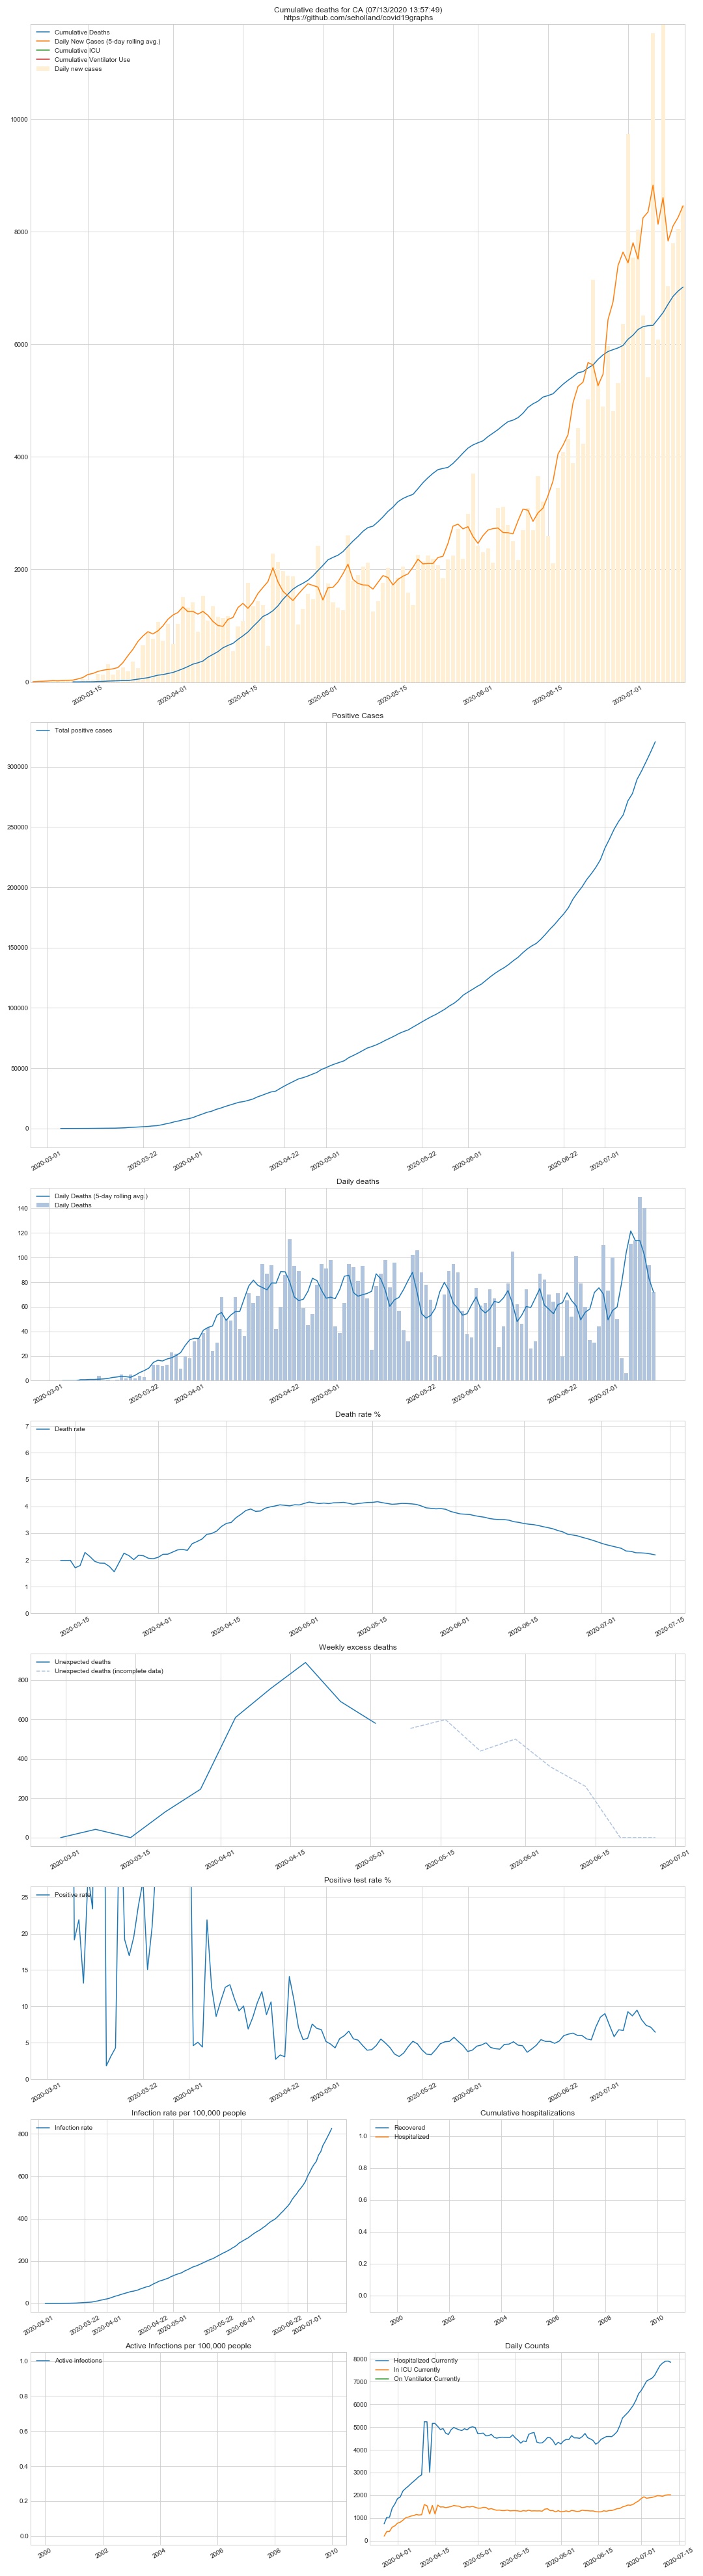 Cumulative deaths for CA (07/13/2020 13:57:49)
https://github.com/seholland/covid19graphs
Cumulative Deaths
Daily New Cases (5-day rolling avg.)
Cumulative ICU
Cumulative Ventilator Use
Daily new cases
10000
8000
6000
4000
2000
0
2020-03-15 2020-04-01 2020-04-15 2020-05-01 2020-05-15 2020-06-01 2020-06-15 2020-07-01
Positive Cases
Total positive cases
300000
250000
200000
150000
100000
50000
0
2020-03-01 2020-03-22 2020-04-01 2020-04-22 2020-05-01 2020-05-22 2020-06-01 2020-06-22 2020-07-01
Daily deaths
Daily Deaths (5-day rolling avg.)
Daily Deaths
140
120
100
80
60
40
20
0
2020-03-01 2020-03-22 2020-04-01 2020-04-22 2020-05-01 2020-05-22 2020-06-01 2020-06-22 2020-07-01
Death rate %
Death rate
7
6
5
4
3
2
1
0
2020-03-15 2020-04-01 2020-04-15 2020-05-01 2020-05-15 2020-06-01 2020-06-15 2020-07-01 2020-07-15
Weekly excess deaths
Unexpected deaths
Unexpected deaths (incomplete data)
800
600
400
200
0
2020-03-01 2020-03-15 2020-04-01 2020-04-15 2020-05-01 2020-05-15 2020-06-01 2020-06-15 2020-07-01
Positive test rate %
Positive rate
25
20
15
10
5
0
2020-03-01 2020-03-22 2020-04-01 2020-04-22 2020-05-01 2020-05-22 2020-06-01 2020-06-22 2020-07-01
Infection rate per 100,000 people
Infection rate
800
600
400
200
0
2020-03-01 2020-03-22 2020-04-01 2020-04-22 2020-05-01 2020-05-22 2020-06-01 2020-06-22 2020-07-01
Cumulative hospitalizations
Recovered
Hospitalized
1.0
0.8
0.6
0.4
0.2
0.0
2000 2002 2004 2006 2008 2010
Active Infections per 100,000 people
Active infections
1.0
0.8
0.6
0.4
0.2
0.0
2000 2002 2004 2006 2008 2010
Daily Counts
Hospitalized Currently
In ICU Currently
On Ventilator Currently
8000
7000
6000
5000
4000
3000
2000
1000
0
2020-04-01 2020-04-15 2020-05-01 2020-05-15 2020-06-01 2020-06-15 2020-07-01 2020-07-15